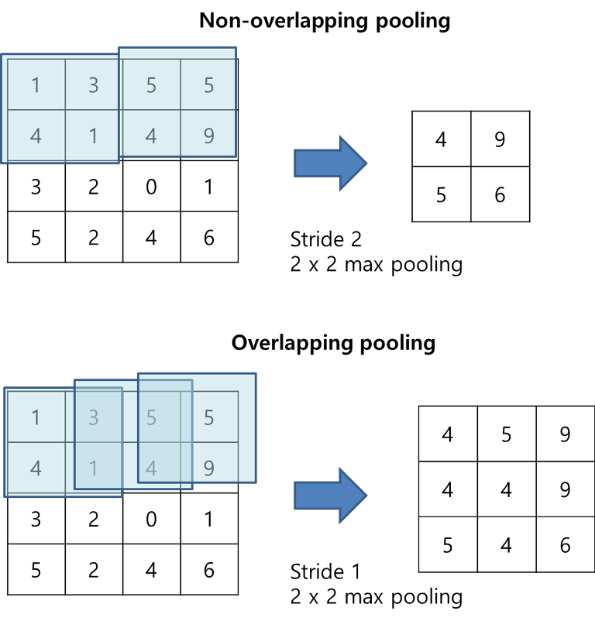 Non-overlapping pooling
1 3 5 5
4 1 4 9
3 2 0 1
5 2 4 6
4 9
5 6
Stride 2
2 x 2 max pooling
Overlapping pooling
1 3 5 5
4 1 4 9
3 2 0 1
5 2 4 6
4 5 9
4 4 9
5 4 6
Stride 1
2 x 2 max pooling